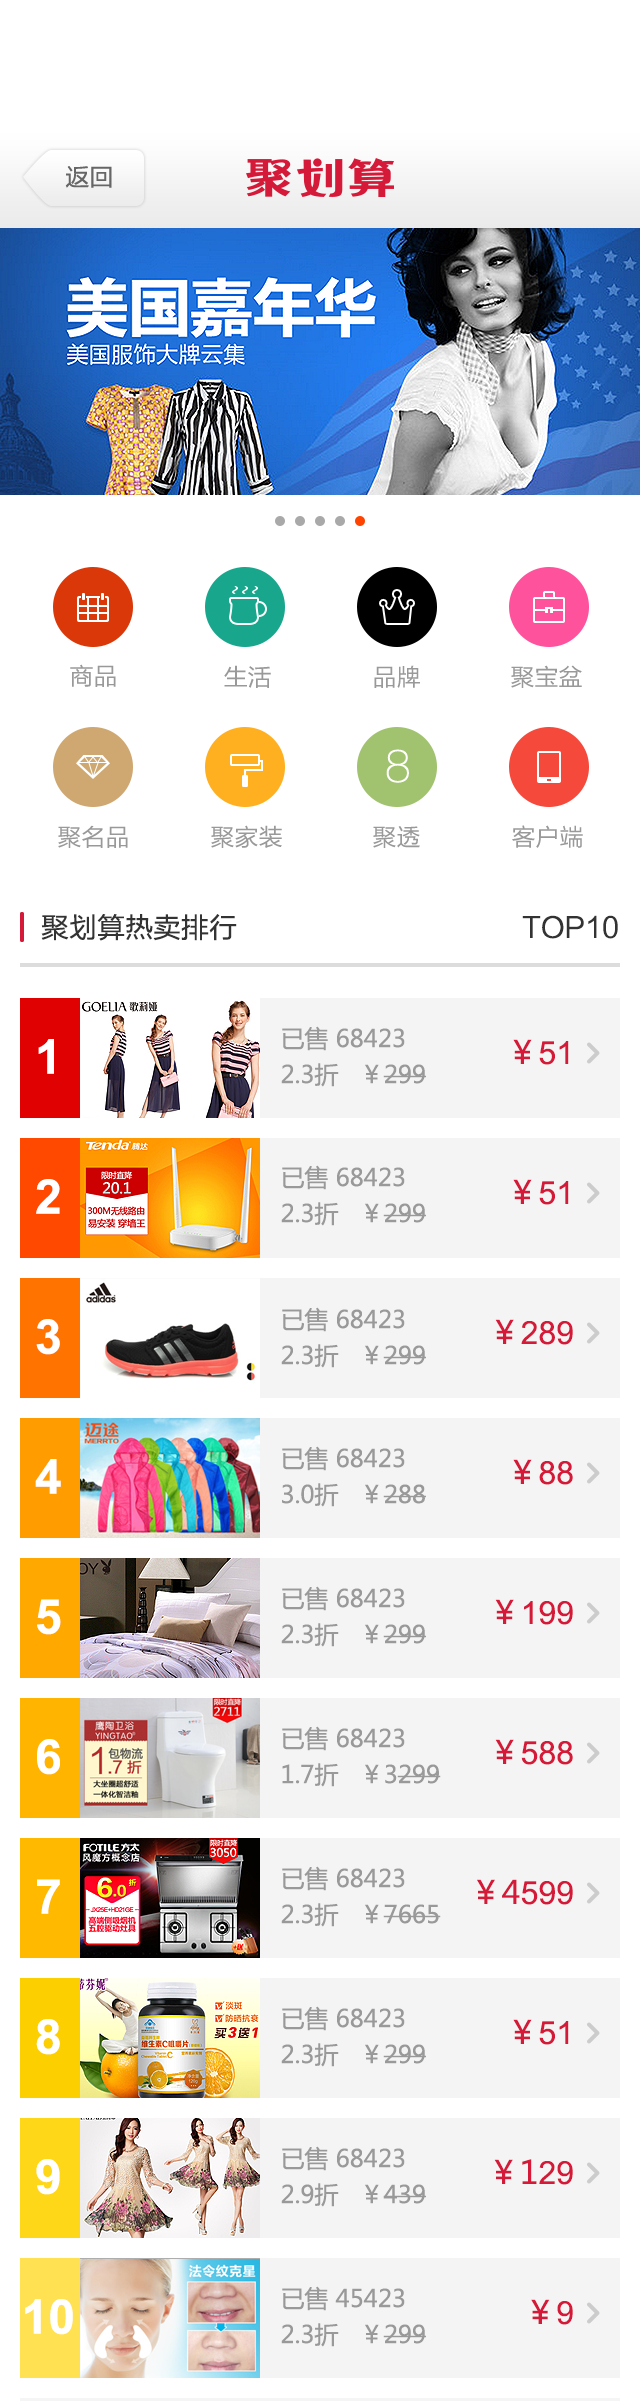 返回
聚划算
美国嘉年华
美国服饰大牌云集
商品
生活
品牌
聚宝盆
8
聚名品
聚家装
聚透
客户端
聚划算热卖排行
TOP10
1
GOELIA 歌莉娅
已售 68423
2.3折 ¥299
¥51
2
Tenda 腾达
限时直降
20.1
300M无线路由
易安装 穿墙王
已售 68423
2.3折 ¥299
¥51
3
adidas
已售 68423
2.3折 ¥299
¥289
4
迈途
MERRTO
已售 68423
3.0折 ¥288
¥88
5
OY
已售 68423
2.3折 ¥299
¥199
6
限时直降
2711
鹰陶卫浴
YINGTAO
包物流
1.7折
大坐圈超舒适
一体化智洁釉
已售 68423
1.7折 ¥3299
¥588
7
FOTILE方太
风魔方概念店
限时直降
3050
6.0折
JX25E+HD21GE
高端侧吸烟机
五腔驱动灶具
已售 68423
2.3折 ¥7665
¥4599
8
芬妮
淡斑
防晒抗衰
买3送1
维生素C咀嚼片
已售 68423
2.3折 ¥299
¥51
9
已售 68423
2.9折 ¥439
¥129
10
法令纹克星
已售 45423
2.3折 ¥299
¥9